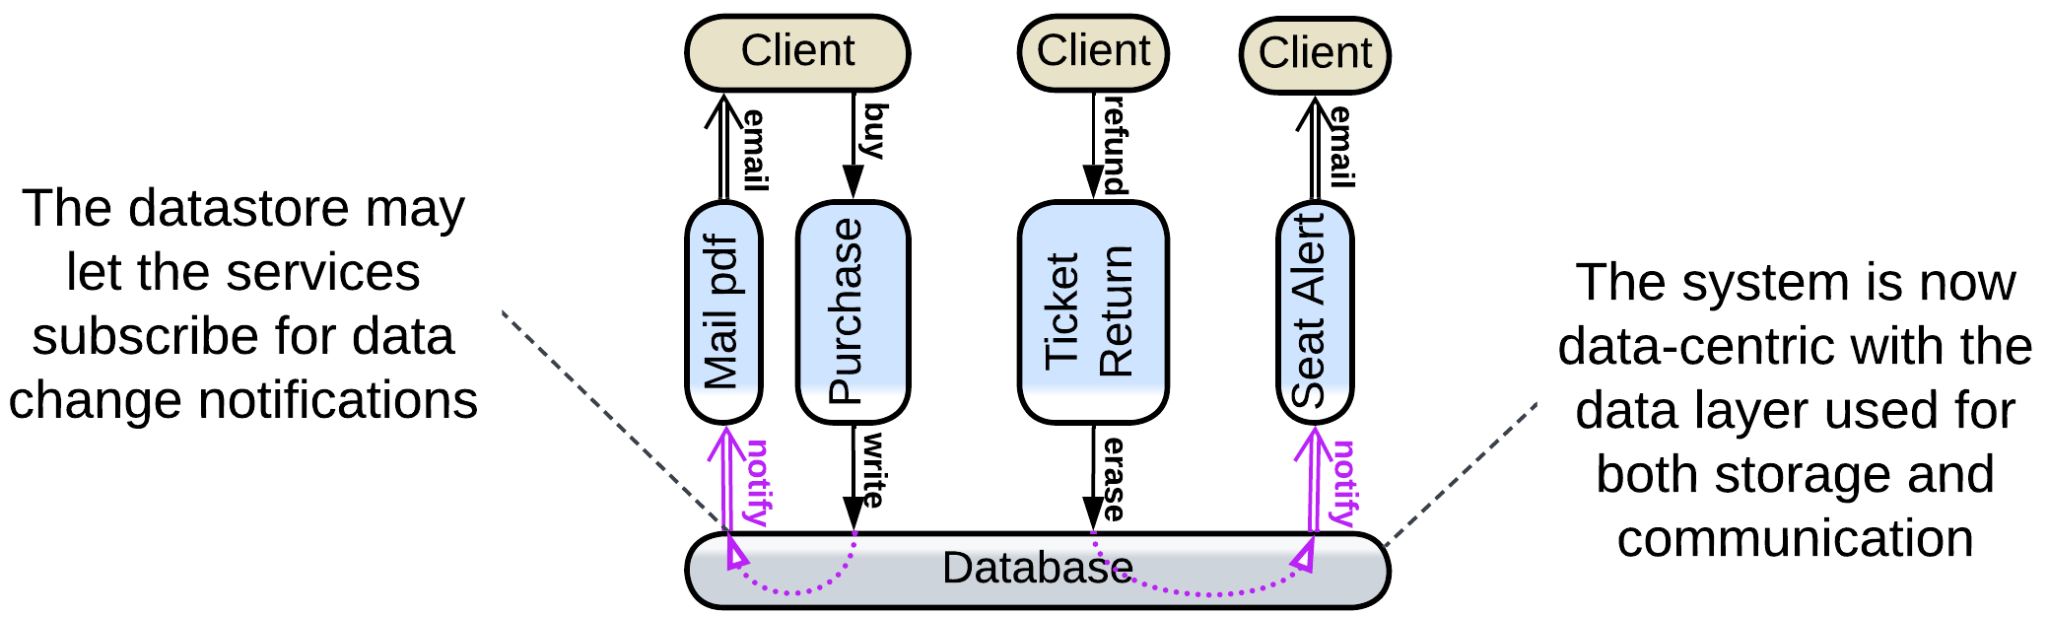 Client
Client
Client
email
buy
refund
email
The datastore may
let the services
subscribe for data
change notifications
Mail pdf
Purchase
Ticket
Return
Seat Alert
The system is now
data-centric with the
data layer used for
both storage and
communication
notify
write
erase
notify
Database